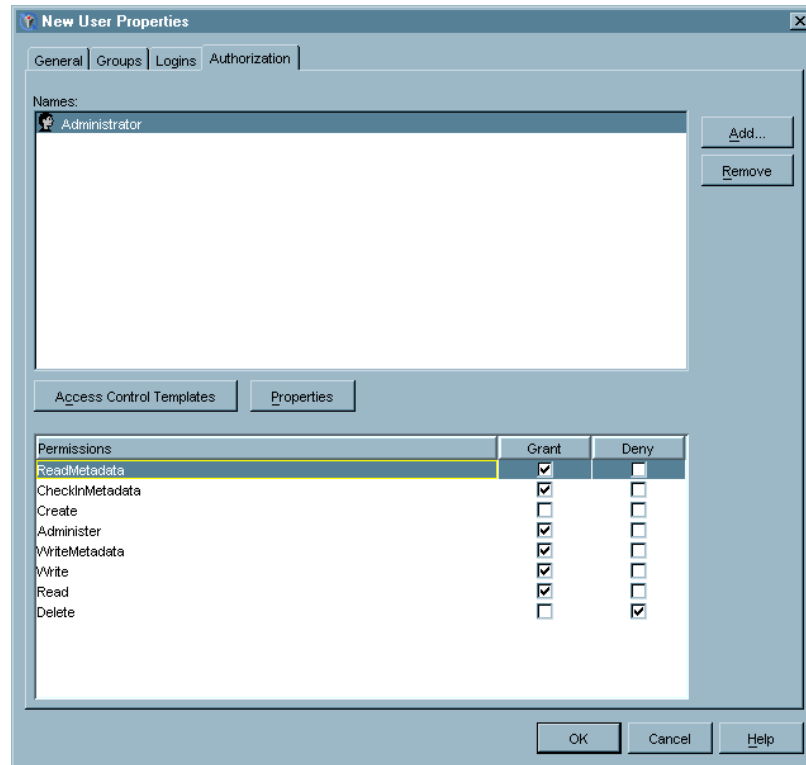 New User Properties
General Groups Logins Authorization
Names:
Administrator
Add...
Remove
Access Control Templates Properties
Permissions Grant Deny
ReadMetadata
CheckInMetadata
Create
Administer
WriteMetadata
Write
Read
Delete
OK Cancel Help